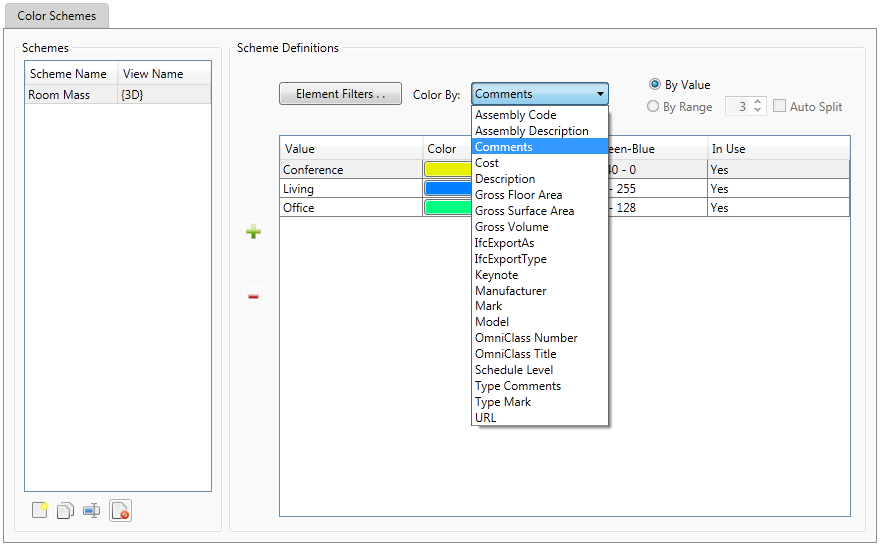 Color Schemes
Schemes
Scheme Name View Name
Room Mass {3D}
Scheme Definitions
Element Filters . .
Color By:
Comments
By Value
By Range
3
Auto Split
Value Color een-Blue In Use
Conference 40 - 0 Yes
Living - 255 Yes
Office - 128 Yes
Assembly Code
Assembly Description
Comments
Cost
Description
Gross Floor Area
Gross Surface Area
Gross Volume
IfcExportAs
IfcExportType
Keynote
Manufacturer
Mark
Model
OmniClass Number
OmniClass Title
Schedule Level
Type Comments
Type Mark
URL